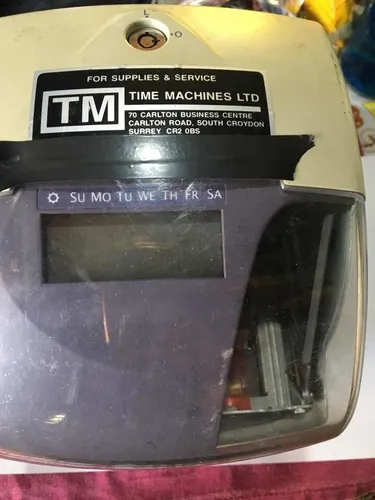 L
O
FOR SUPPLIES & SERVICE
TM
TIME MACHINES LTD
70 CARLTON BUSINESS CENTRE
CARLTON ROAD, SOUTH CROYDON
SURREY CR2 0BS
SU MO TU WE TH FR SA